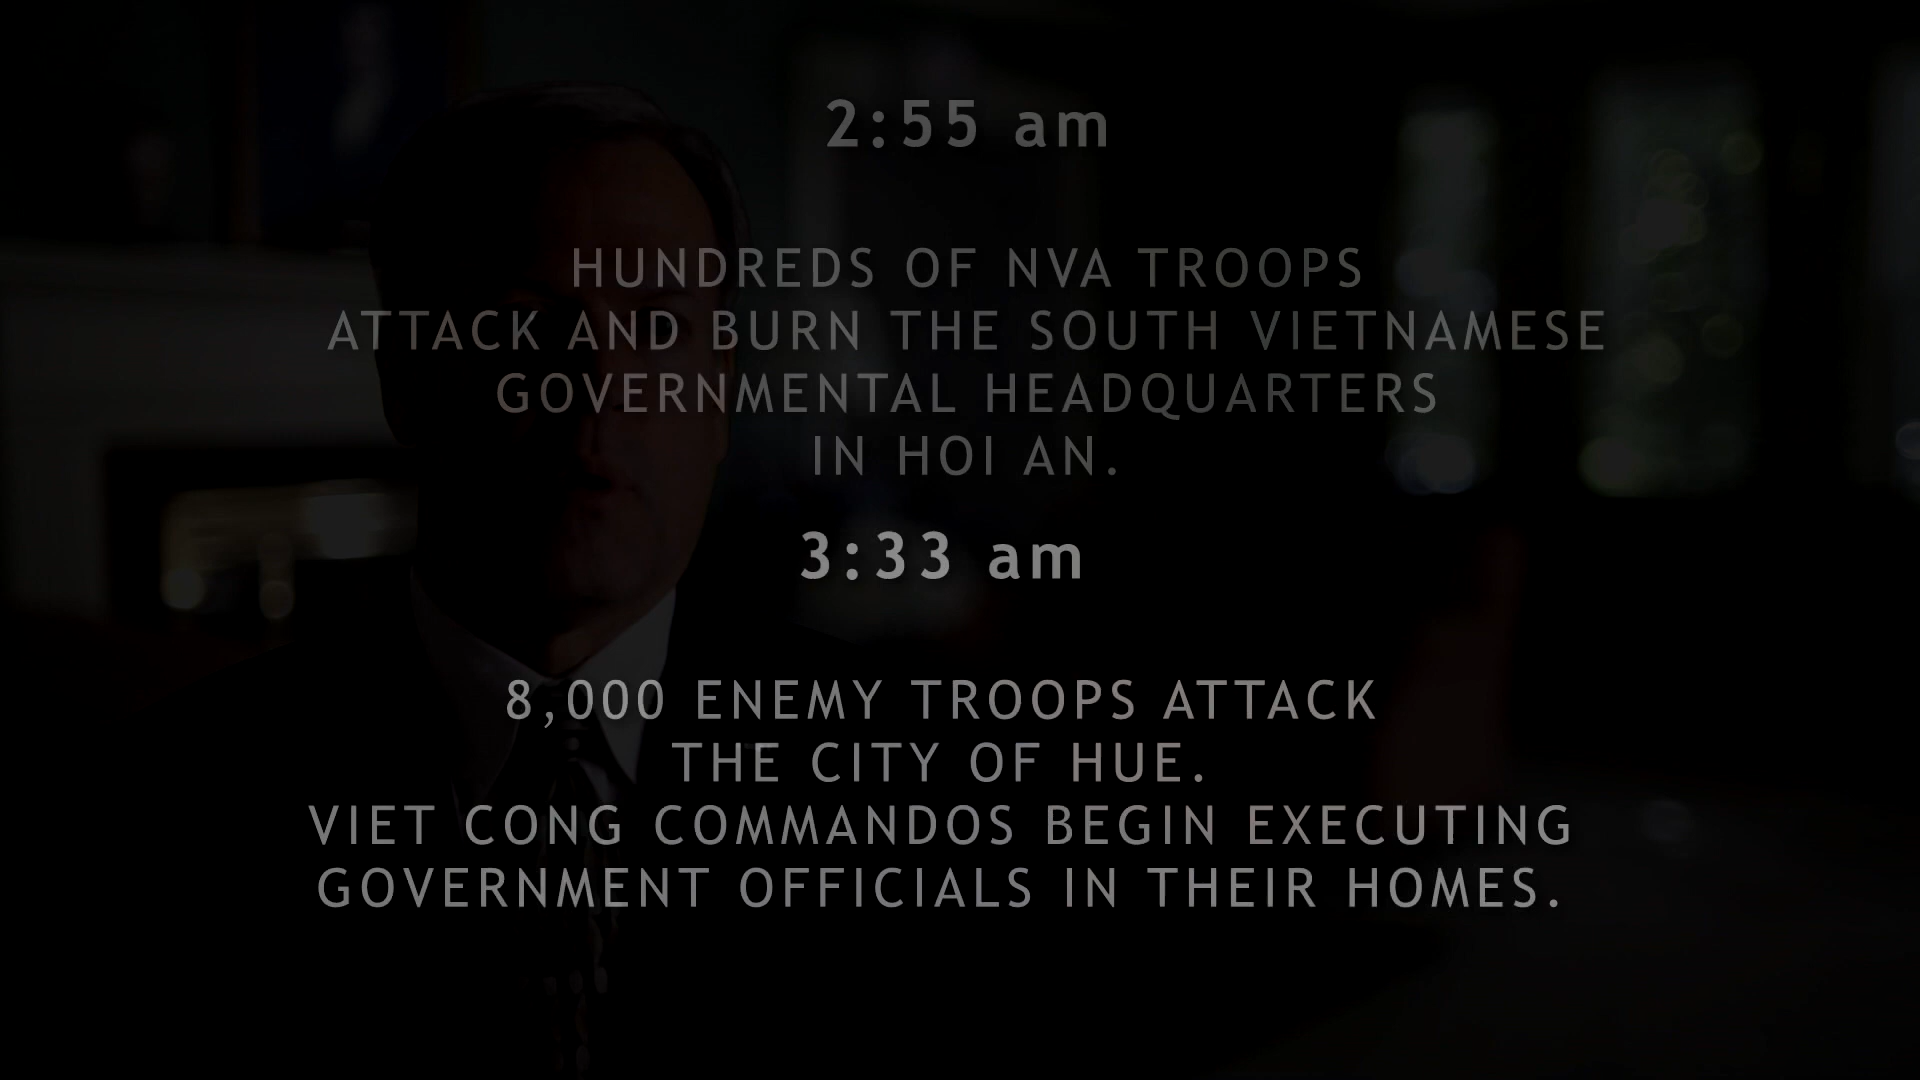 2:55 am
HUNDREDS OF NVA TROOPS
ATTACK AND BURN THE SOUTH VIETNAMESE
GOVERNMENTAL HEADQUARTERS
IN HOI AN.
3:33 am
8,000 ENEMY TROOPS ATTACK
THE CITY OF HUE.
VIET CONG COMMANDOS BEGIN EXECUTING
GOVERNMENT OFFICIALS IN THEIR HOMES.